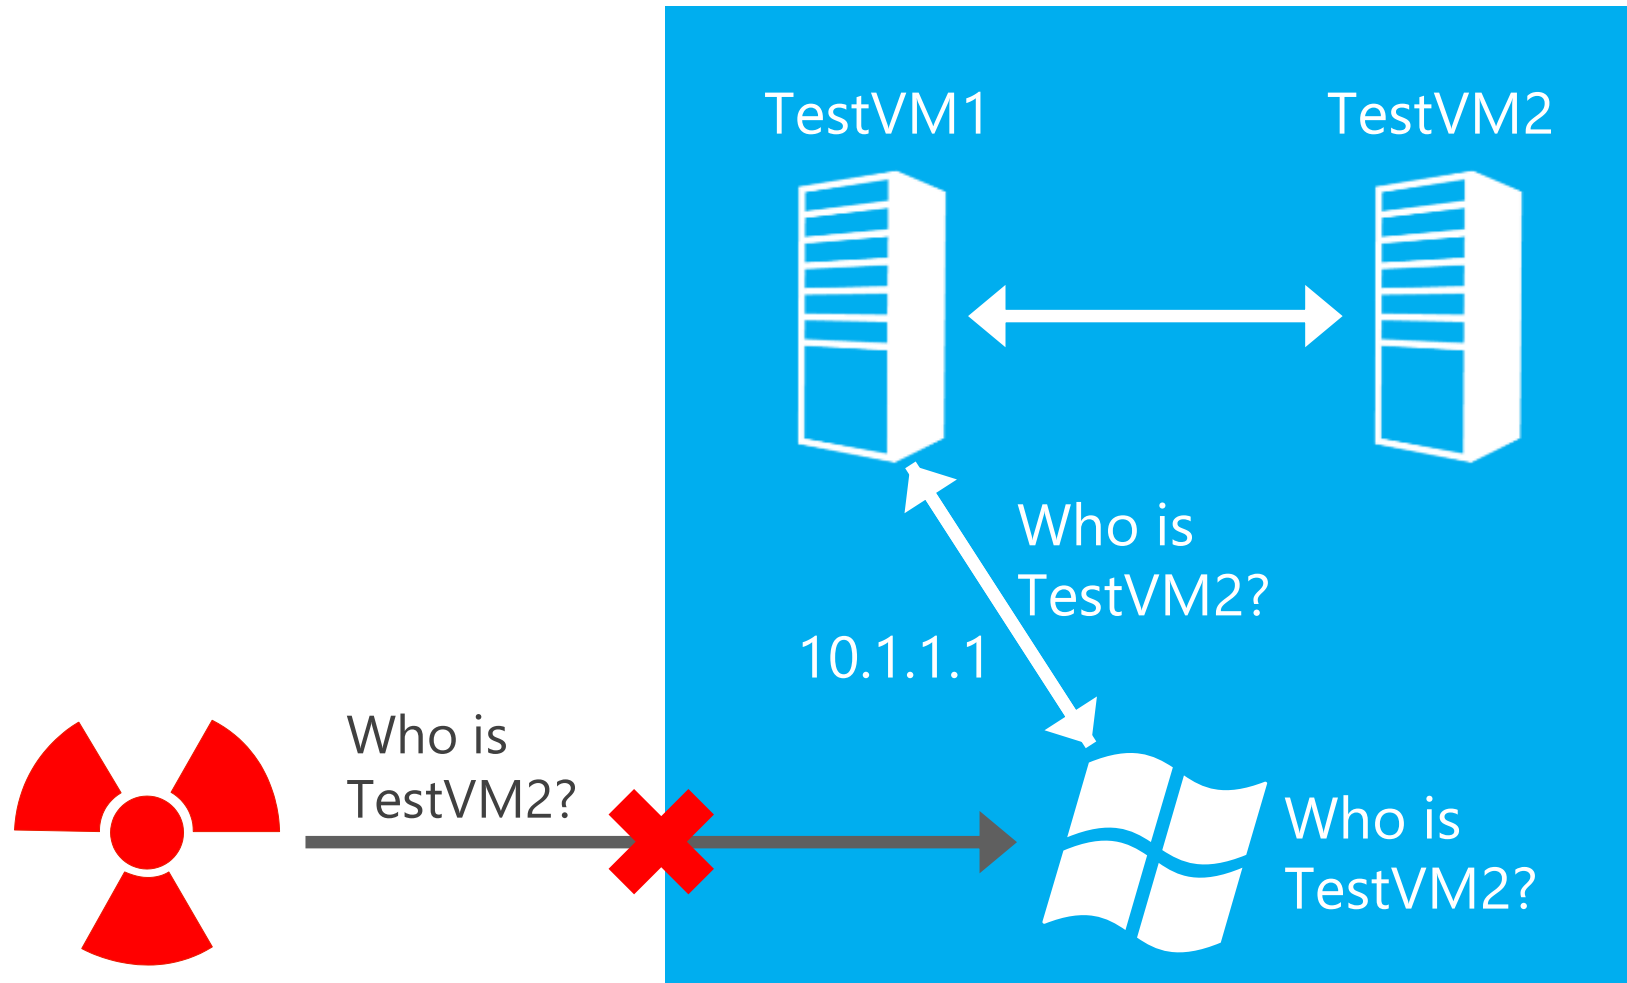 TestVM1
TestVM2
Who is
TestVM2?
10.1.1.1
Who is
TestVM2?
Who is
TestVM2?